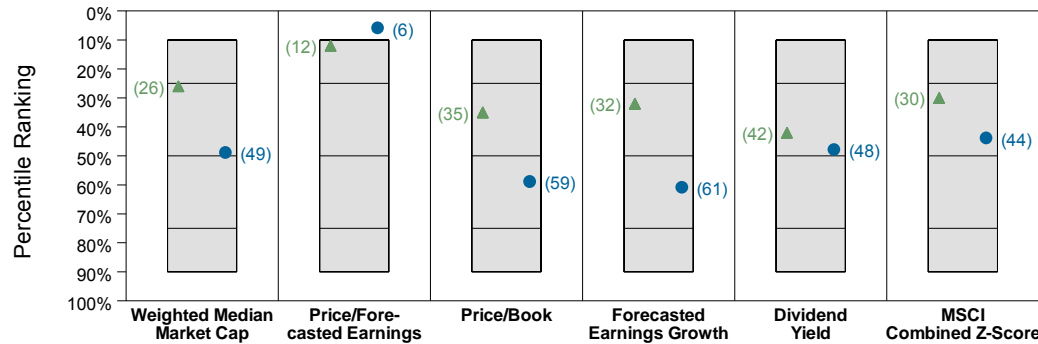 0%
10%
20%
30%
40%
50%
60%
70%
80%
90%
100%
Percentile Ranking
(26)
(49)
(12)
(6)
(35)
(59)
(32)
(61)
(42)
(48)
(30)
(44)
Weighted Median
Market Cap
Price/Fore-
casted Earnings
Price/Book
Forecasted
Earnings Growth
Dividend
Yield
MSCI
Combined Z-Score